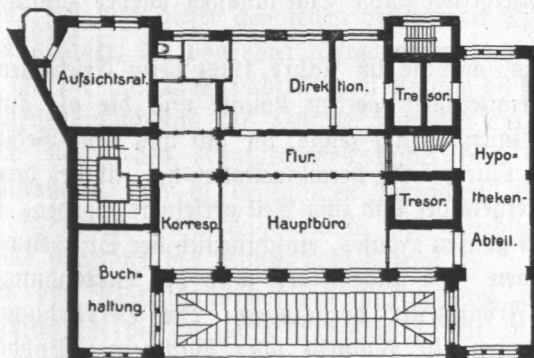 Aufsichtsrat.
Direktion.
Tresor.
Flur.
Hypo=
theken-
Abteil.
Tresor.
Korresp.
Hauptbüro
Buch=
haltung.